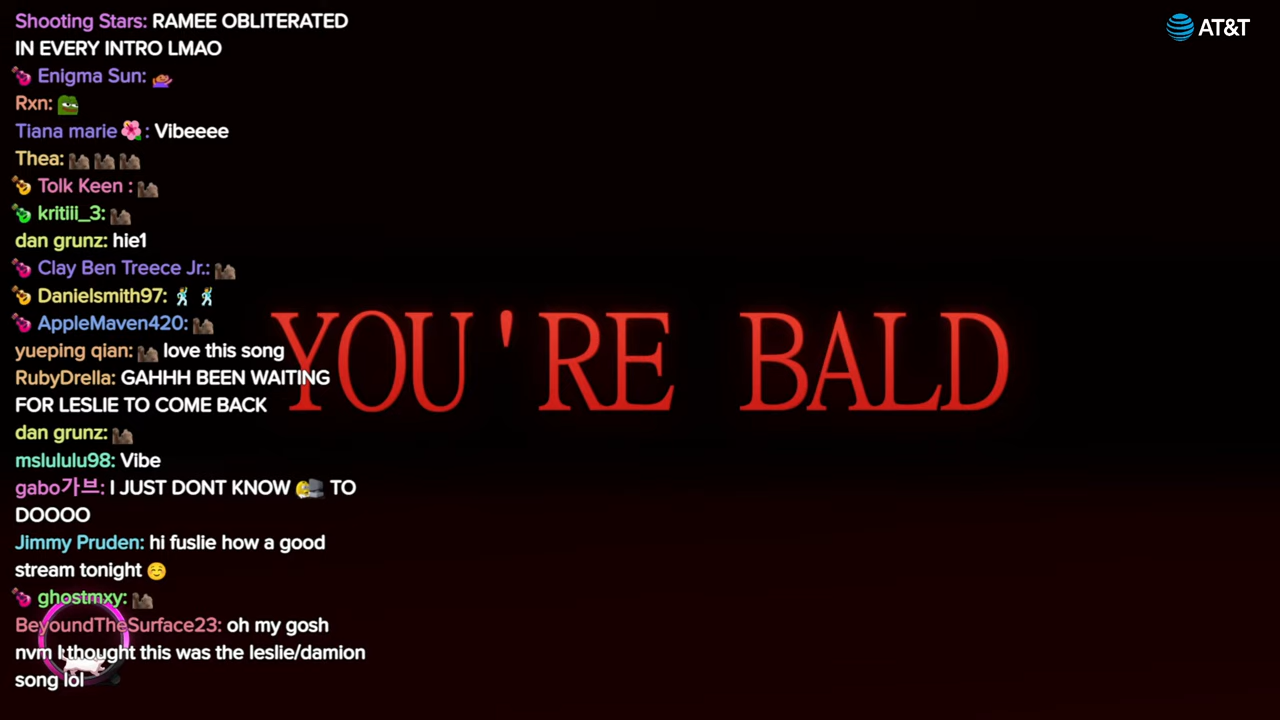 Shooting Stars: RAMEE OBLITERATED
IN EVERY INTRO LMAO
Enigma Sun:
Rxn:
Tiana marie : Vibeeee
Thea:
Tolk Keen :
kritiii_3:
dan grunz: hie1
Clay Ben Treece Jr.:
Danielsmith97:
AppleMaven420:
yueping qian: love this song
RubyDrella: GAHHH BEEN WAITING
FOR LESLIE TO COME BACK
dan grunz:
mslululu98: Vibe
gabo가브: I JUST DONT KNOW TO
DOOOO
Jimmy Pruden: hi fuslie how a good
stream tonight
ghostmxy:
BeyoundTheSurface23: oh my gosh
nvm I thought this was the leslie/damion
song lol
YOU'RE BALD
AT&T